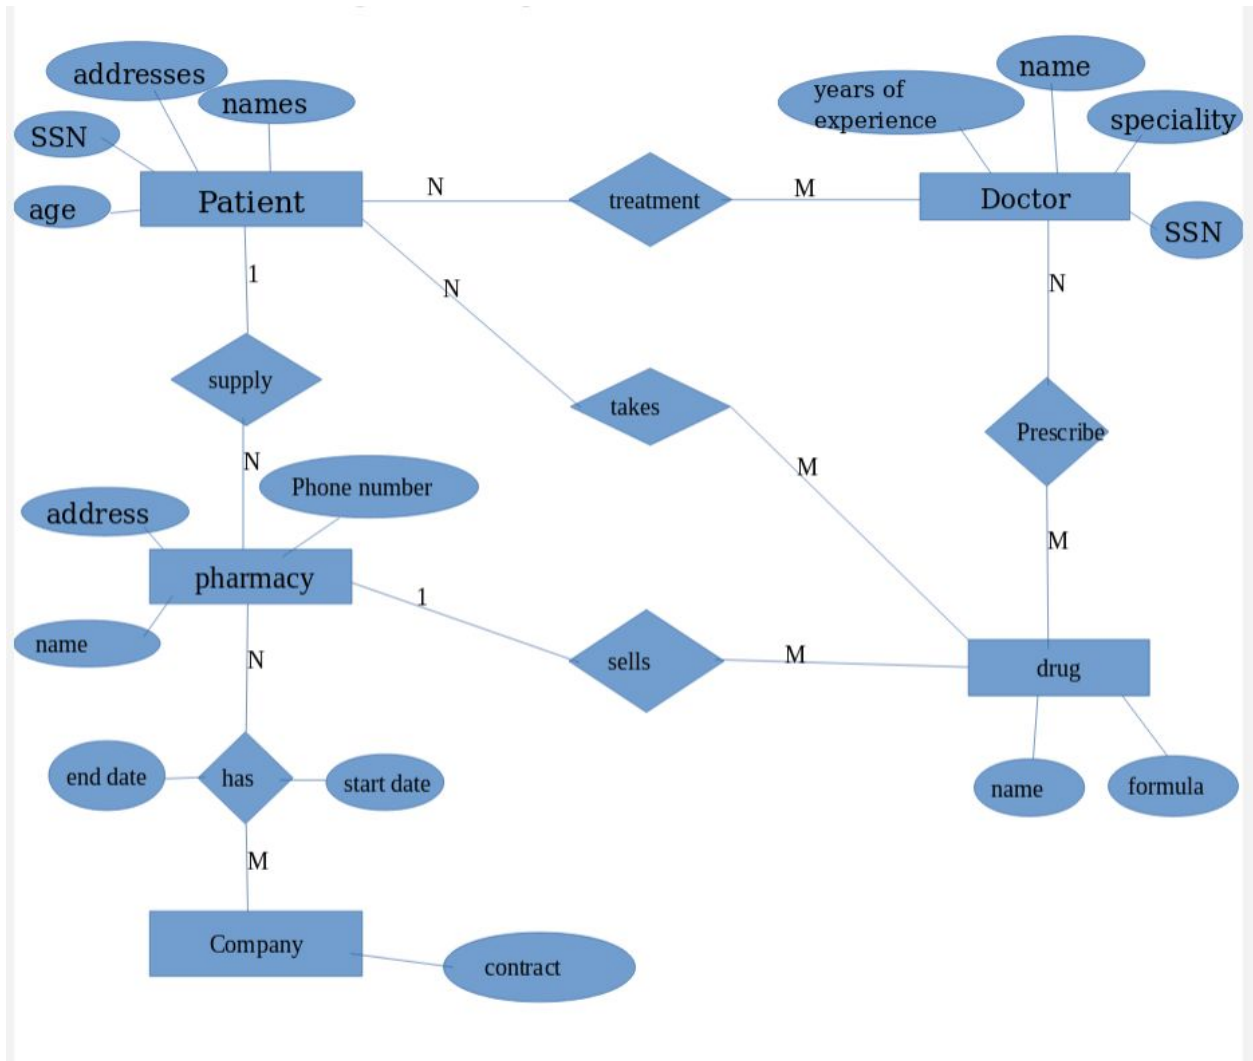 name
addresses
years of
experience
names
speciality
SSN
N
M
Patient
treatment
Doctor
age
SSN
1
N
N
supply
takes
Prescribe
N
M
Phone number
address
M
pharmacy
1
name
N
sells
M
drug
end date
has
start date
name
formula
M
Company
contract